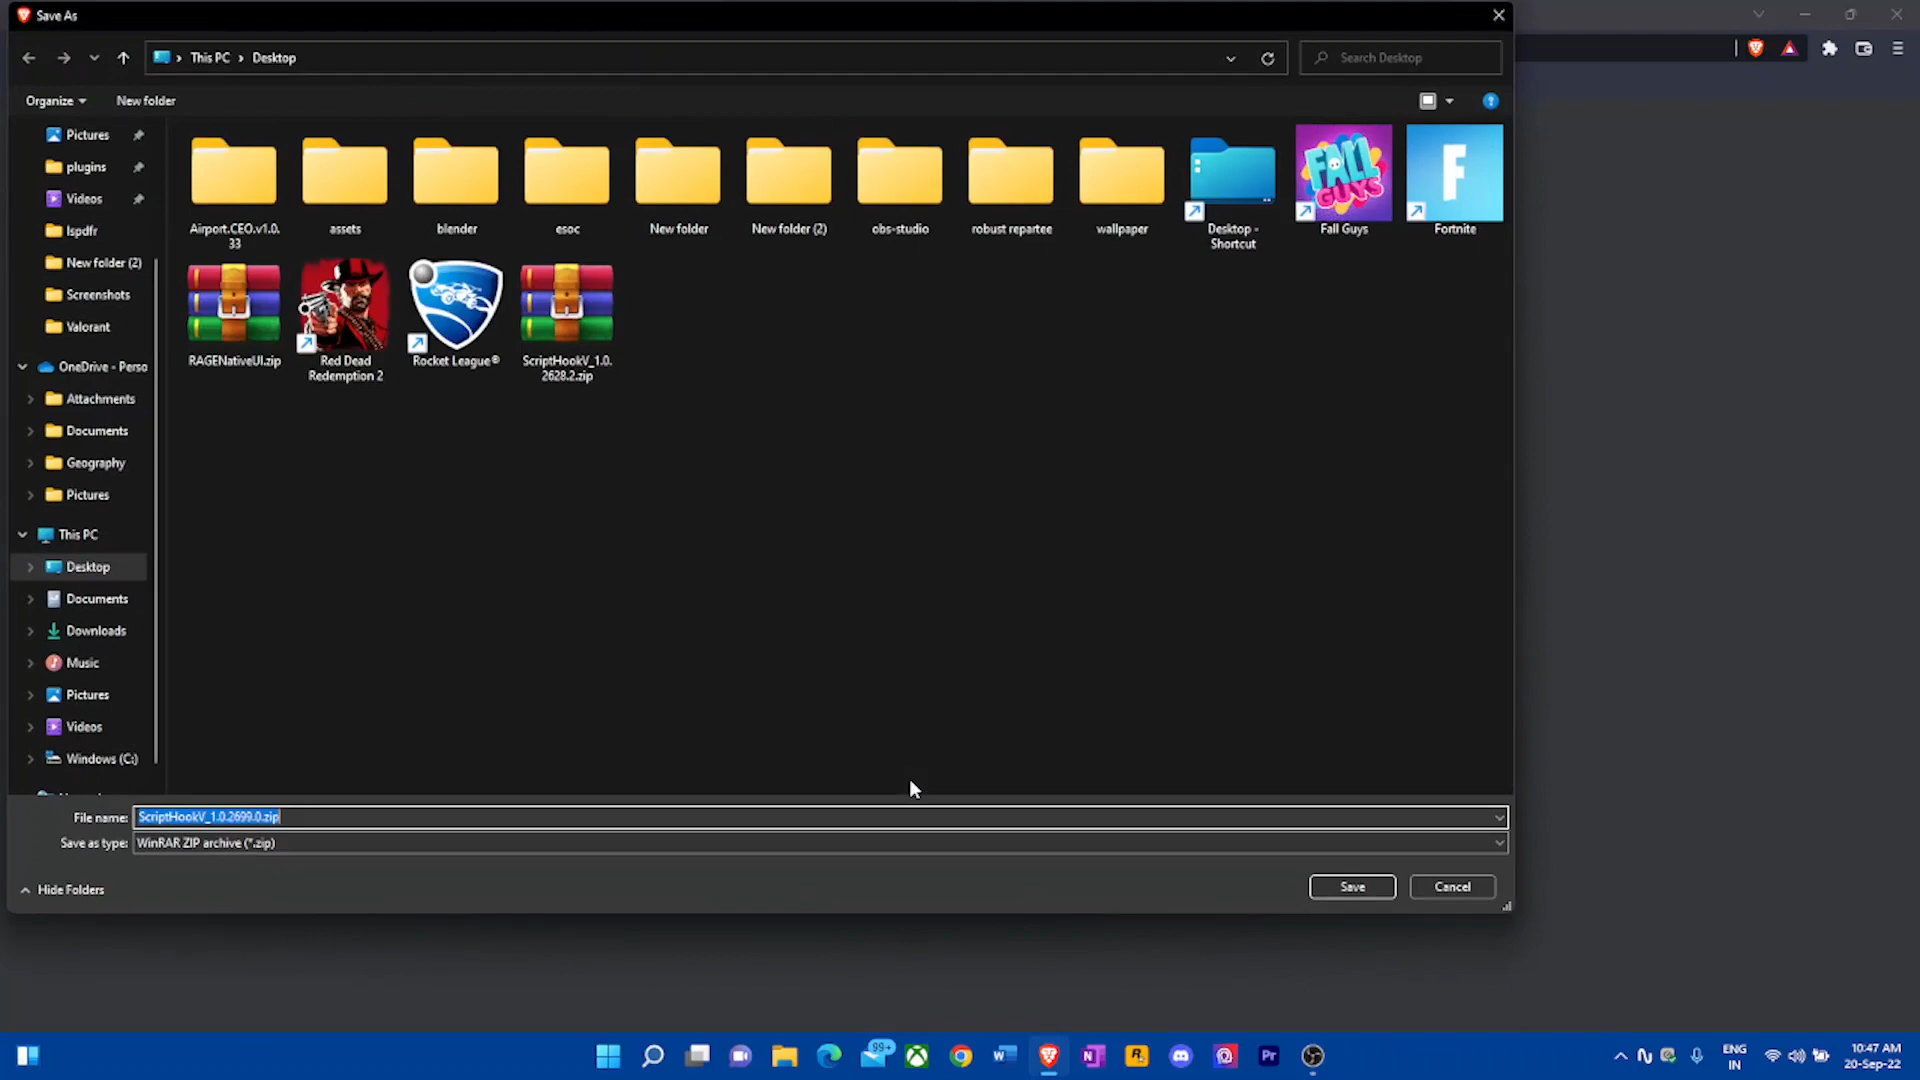 Save As
This PC
Desktop
Search Desktop
Organize
New folder
Pictures
plugins
Videos
lspdfr
New folder (2)
Screenshots
Valorant
OneDrive - Perso
Attachments
Documents
Geography
Pictures
This PC
Desktop
Documents
Downloads
Music
Pictures
Videos
Windows (C:)
Airport.CEO.v1.0.
33
assets
blender
esoc
New folder
New folder (2)
obs-studio
robust repartee
wallpaper
Desktop -
Shortcut
FALL
GUYS
Fall Guys
F
Fortnite
RAGENativeUI.zip
Red Dead
Redemption 2
Rocket League®
ScriptHookV_1.0.
2628.2.zip
File name:
ScriptHookV_1.0.2699.0.zip
Save as type:
WinRAR ZIP archive (*.zip)
Hide Folders
Save
Cancel
99+
W
N
R
Pr
ENG
IN
10:47 AM
20-Sep-22